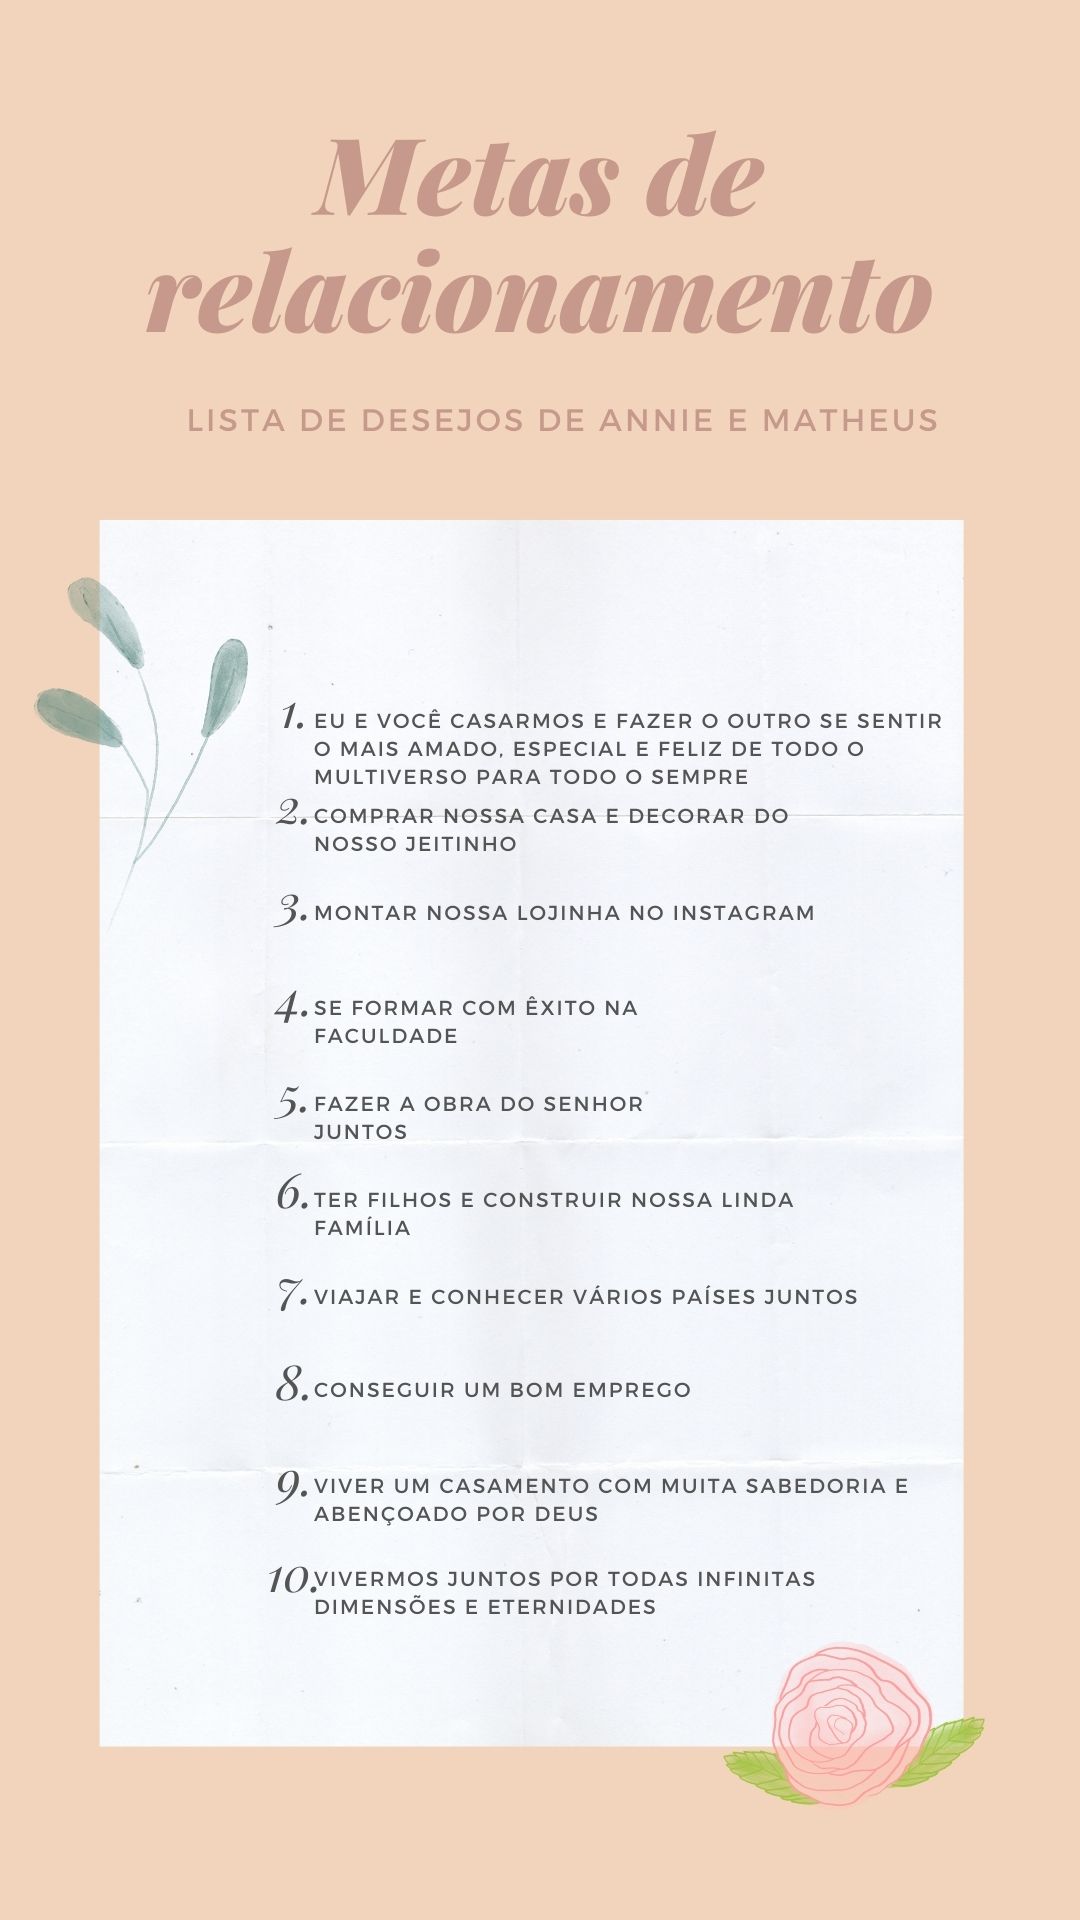 Metas de
relacionamento
LISTA DE DESEJOS DE ANNIE E MATHEUS
1. EU E VOCÊ CASARMOS E FAZER O OUTRO SE SENTIR
O MAIS AMADO, ESPECIAL E FELIZ DE TODO O
MULTIVERSO PARA TODO O SEMPRE
2. COMPRAR NOSSA CASA E DECORAR DO
NOSSO JEITINHO
3. MONTAR NOSSA LOJINHA NO INSTAGRAM
4. SE FORMAR COM ÊXITO NA
FACULDADE
5. FAZER A OBRA DO SENHOR
JUNTOS
6. TER FILHOS E CONSTRUIR NOSSA LINDA
FAMÍLIA
7. VIAJAR E CONHECER VÁRIOS PAÍSES JUNTOS
8. CONSEGUIR UM BOM EMPREGO
9. VIVER UM CASAMENTO COM MUITA SABEDORIA E
ABENÇOADO POR DEUS
10. VIVERMOS JUNTOS POR TODAS INFINITAS
DIMENSÕES E ETERNIDADES